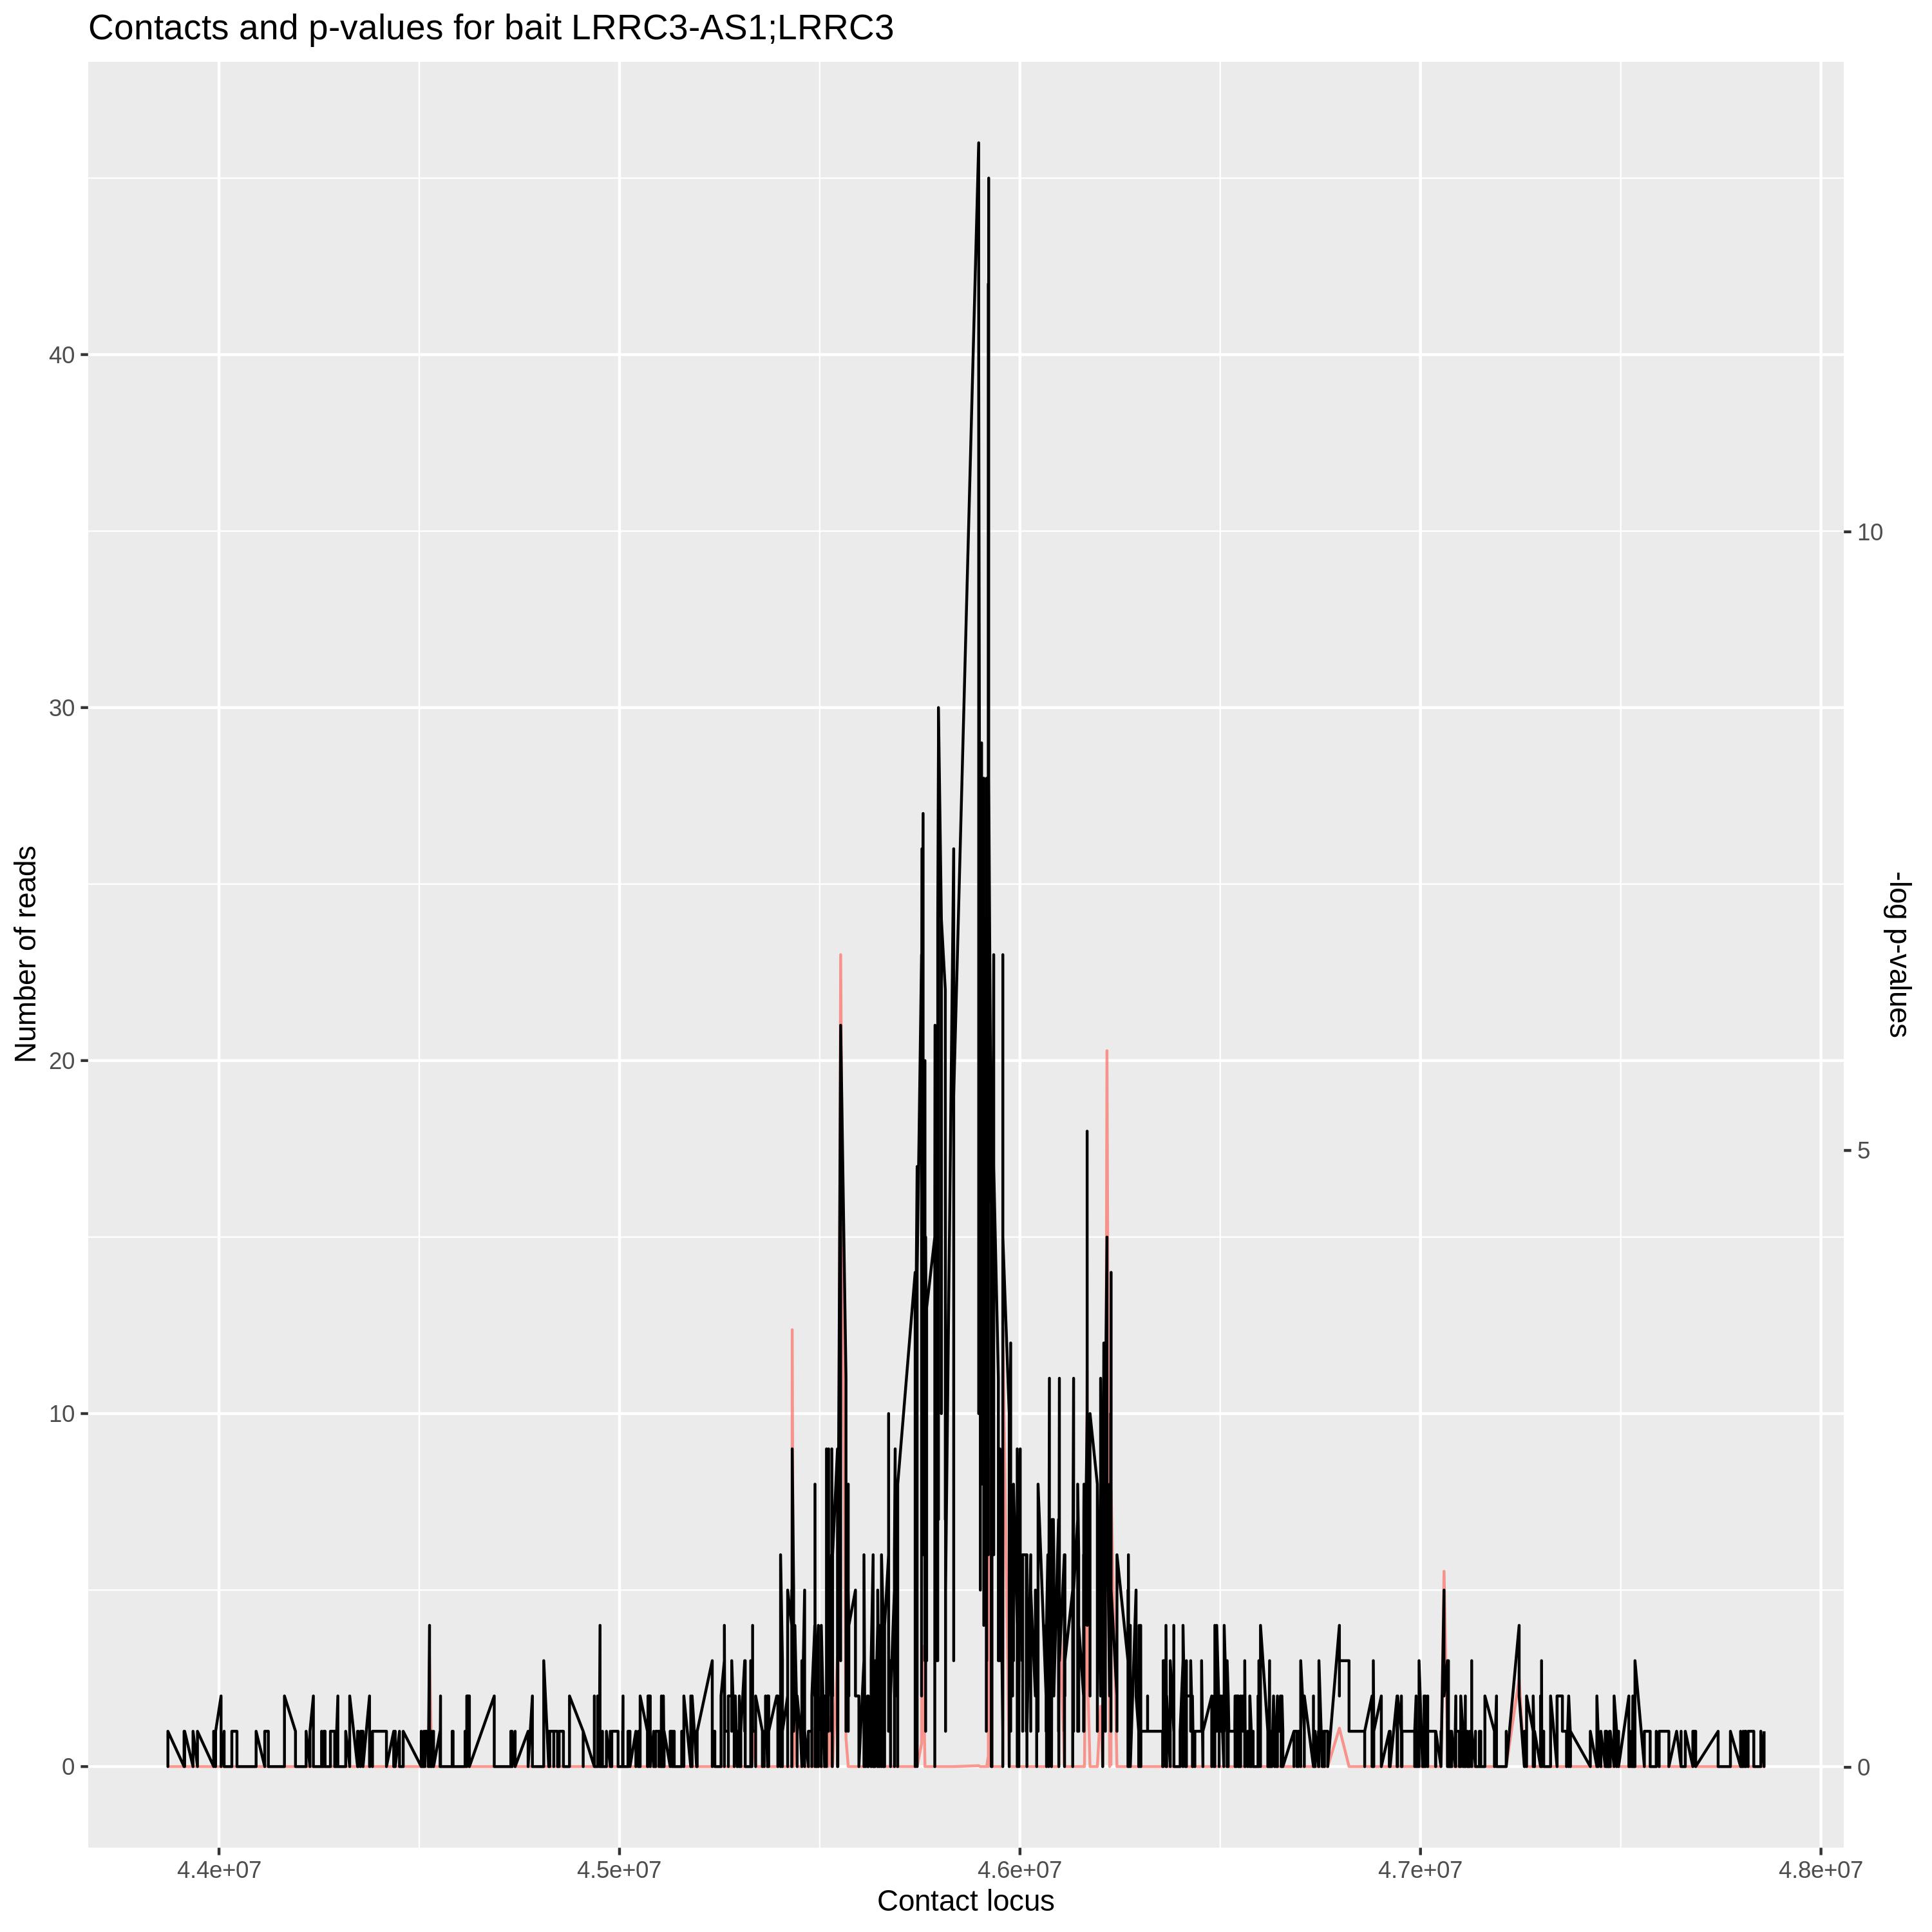 Contacts and p-values for bait LRRC3-AS1;LRRC3
Number of reads
40
30
20
10
0
10
5
0
-log p-values
4.4e+07
4.5e+07
4.6e+07
4.7e+07
4.8e+07
Contact locus